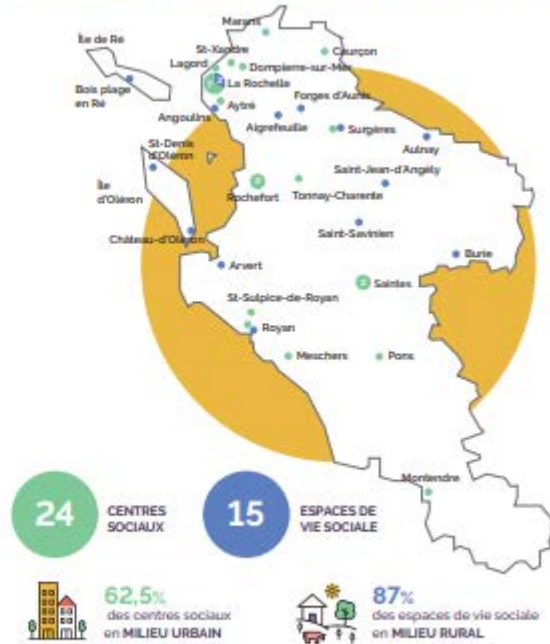 Marans
Île de Ré
St-Xandre
Courçon
Lagord
Dompierre-sur-Mer
La Rochelle
Bois plage
en Ré
Aytré
Forges d'Aunis
Angoulins
Aigrefeuille
Surgères
St-Denis
d'Oléron
Aulnay
Saint-Jean-d'Angély
Île
d'Oléron
Rochefort
Tonnay-Charente
Château-d'Oléron
Saint-Savinien
Burie
Arvert
2
Saintes
St-Sulpice-de-Royan
Royan
Meschers
Pons
Montendre
24
CENTRES
SOCIAUX
15
ESPACES DE
VIE SOCIALE
62,5%
des centres sociaux
en MILIEU URBAIN
87%
des espaces de vie sociale
en MILIEU RURAL